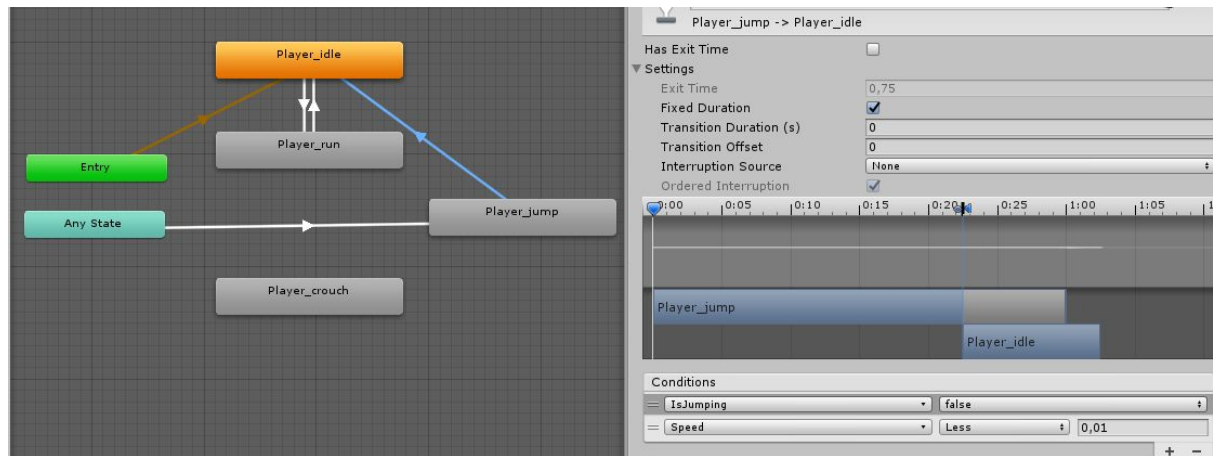 Player_idle
Player_run
Entry
Any State
Player_jump
Player_crouch
Player_jump -> Player_idle
Has Exit Time
Settings
Exit Time 0,75
Fixed Duration
Transition Duration (s) 0
Transition Offset 0
Interruption Source None
Ordered Interruption
0:00 0:05 0:10 0:15 0:20 0:25 1:00 1:05
Player_jump
Player_idle
Conditions
IsJumping false
Speed Less 0,01
+ -